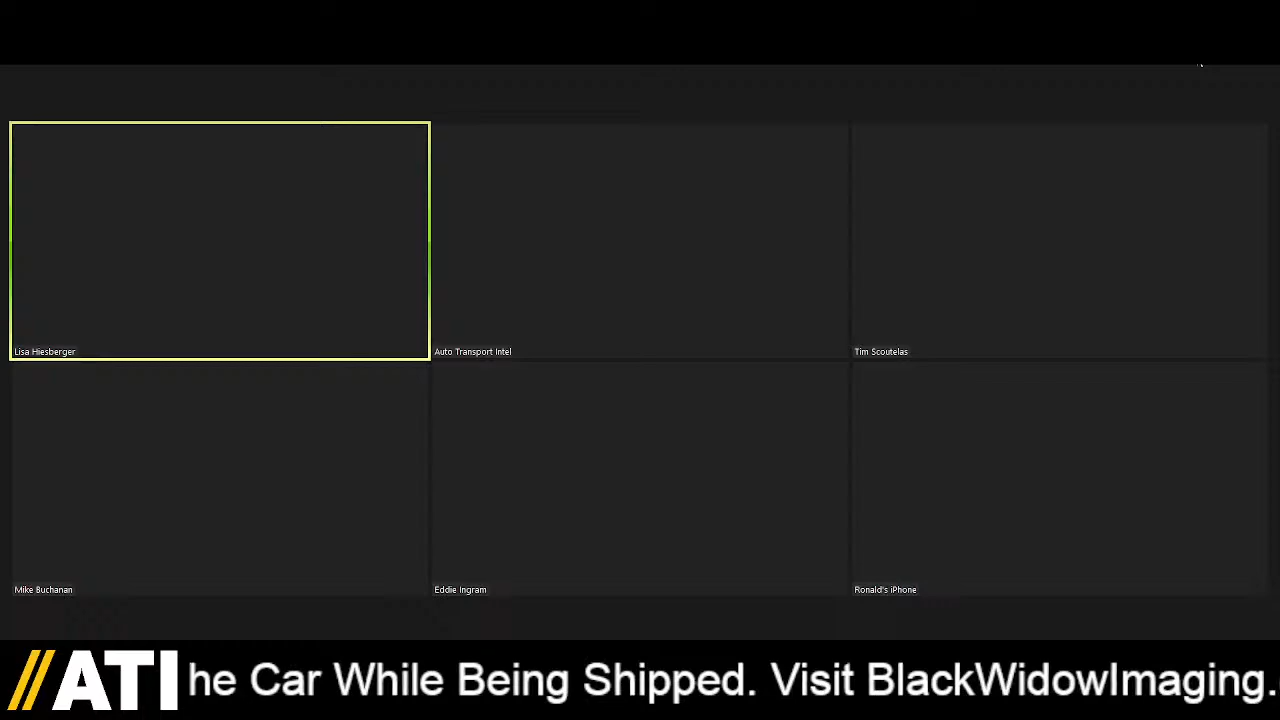 Lisa Hiesberger
Auto Transport Intel
Tim Scoutelas
Mike Buchanan
Eddie Ingram
Ronald's iPhone
//ATI he Car While Being Shipped. Visit BlackWidowImaging.